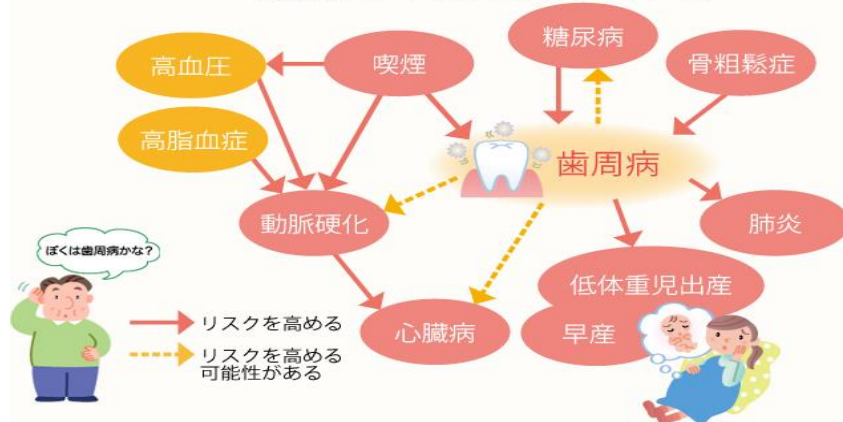 糖尿病
高血圧
喫煙
骨粗鬆症
高脂血症
歯周病
動脈硬化
肺炎
ぼくは歯周病かな?
低体重児出産
リスクを高める
心臓病
早産
リスクを高める
可能性がある